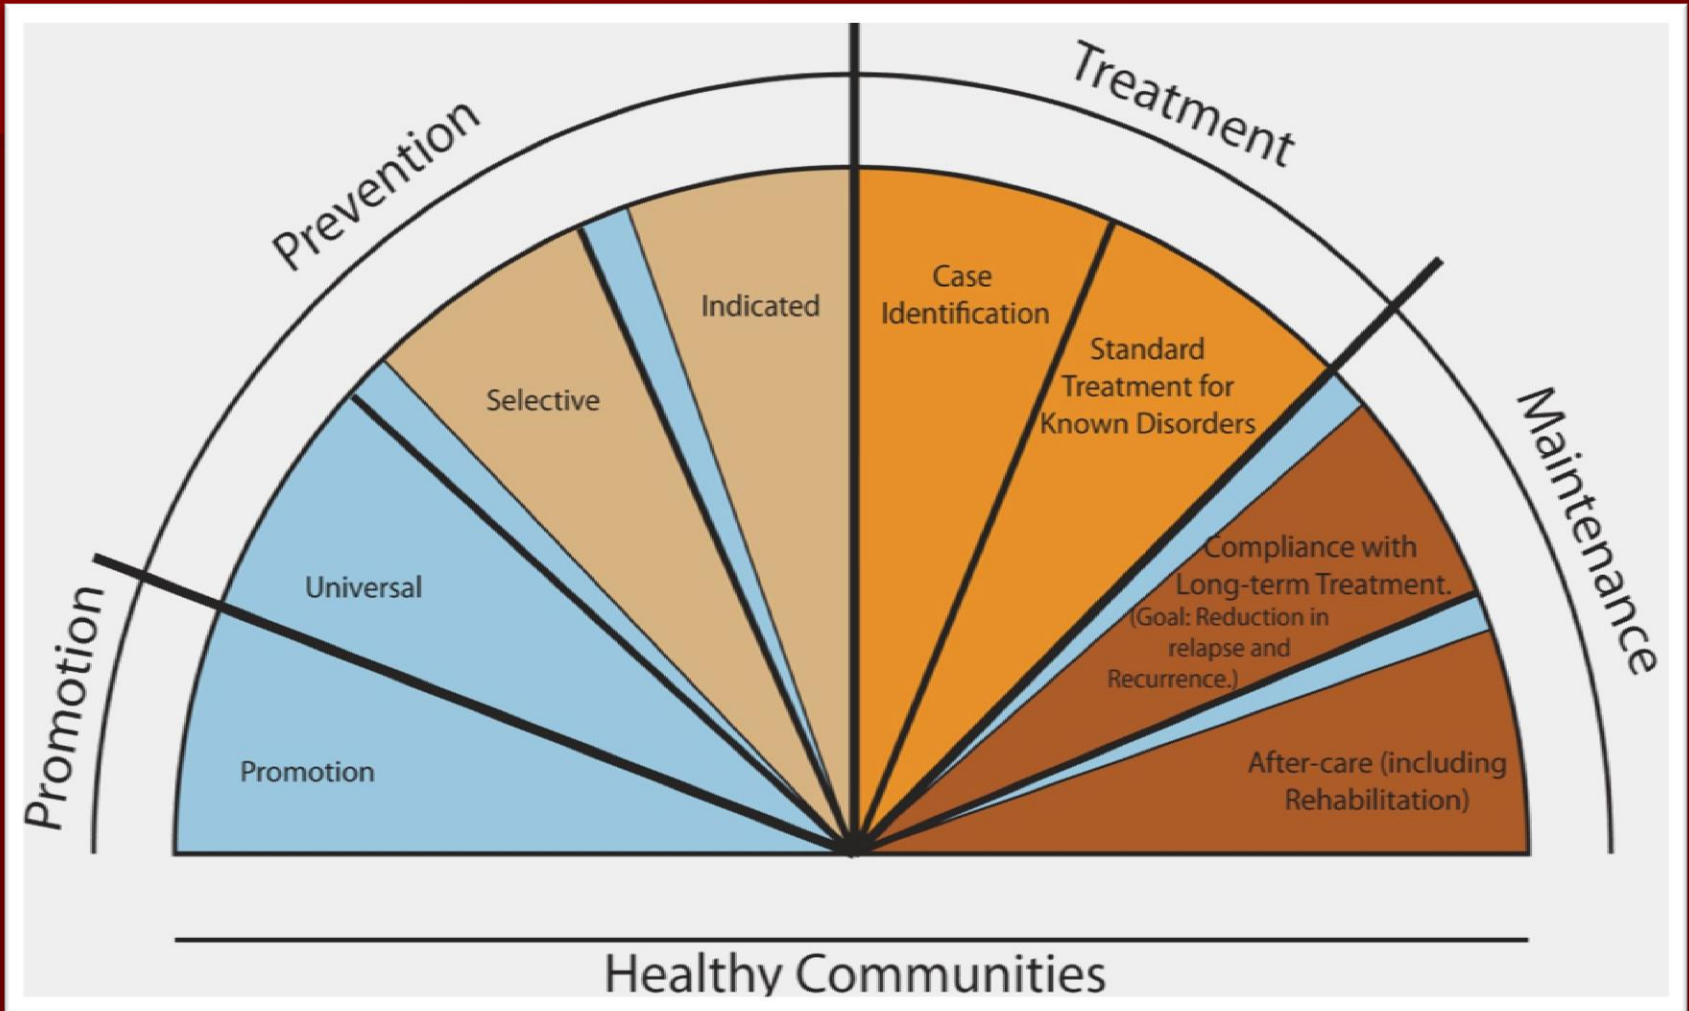 Promotion
Prevention
Treatment
Maintenance
Promotion
Universal
Selective
Indicated
Case
Identification
Standard
Treatment for
Known Disorders
Compliance with
Long-term Treatment.
(Goal: Reduction in
relapse and
Recurrence.)
After-care (including
Rehabilitation)
Healthy Communities